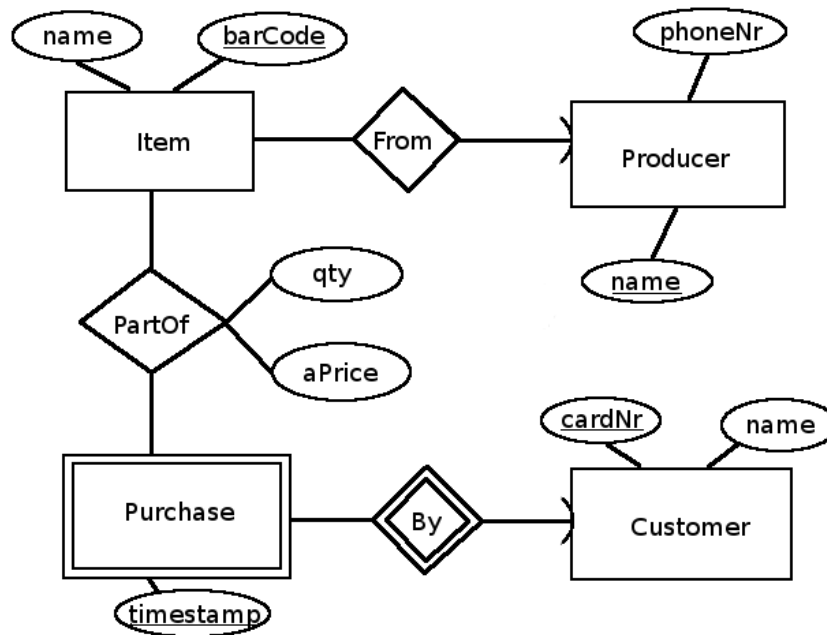 name
barCode
phoneNr
Item
From
Producer
name
qty
PartOf
aPrice
cardNr
name
Purchase
By
Customer
timestamp